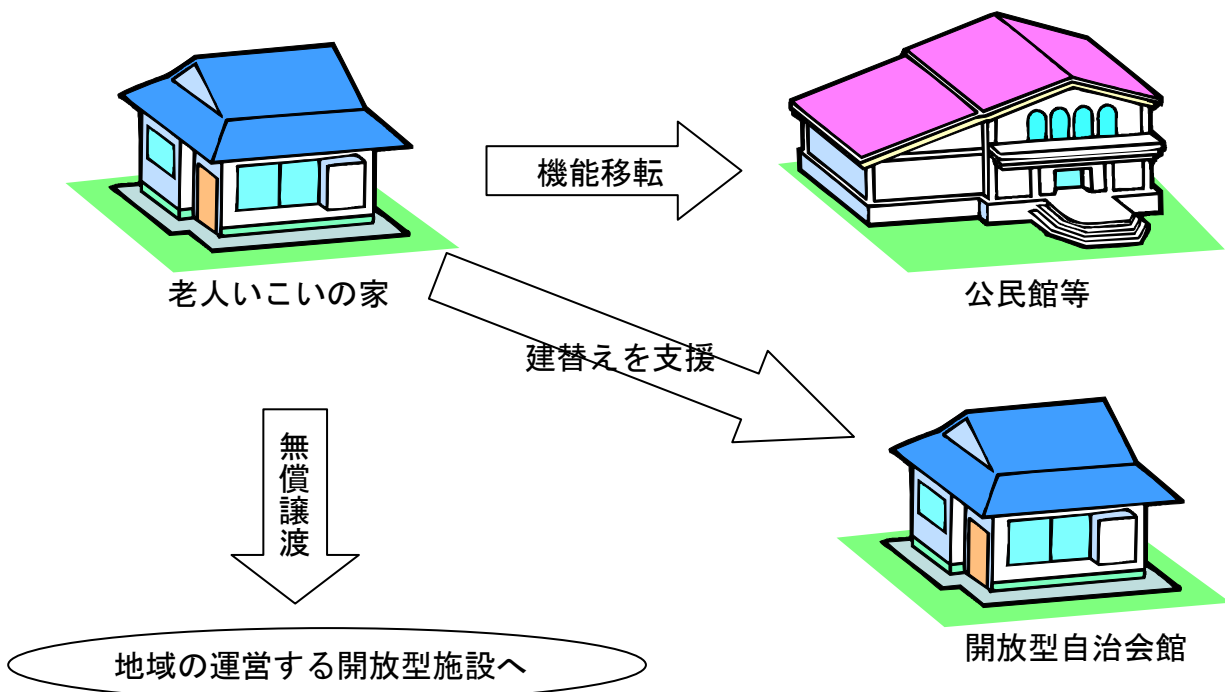 機能移転
老人いこいの家
公民館等
建替えを支援
無償譲渡
開放型自治会館
地域の運営する開放型施設へ